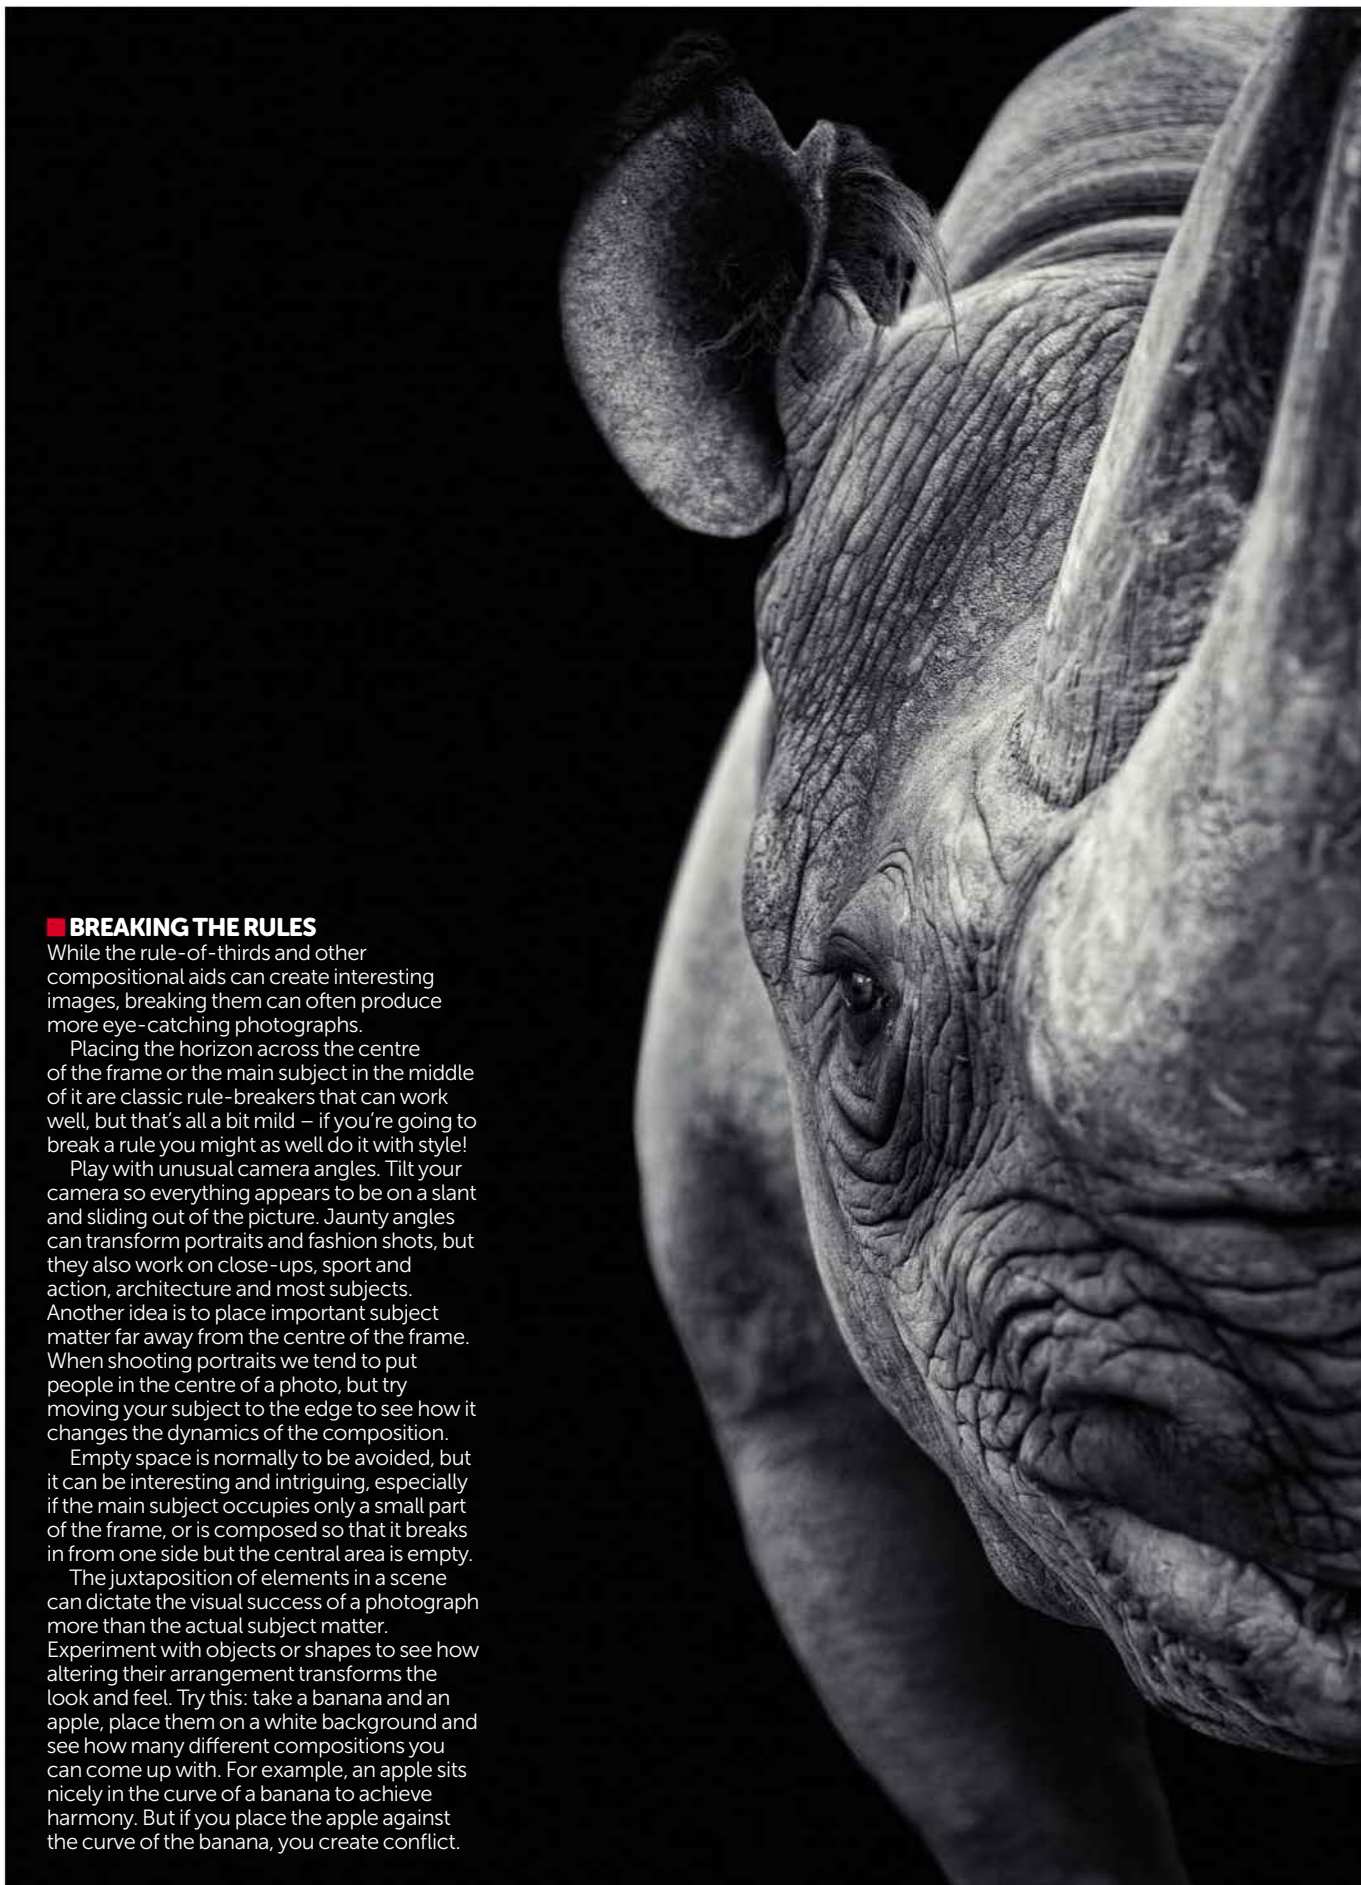 BREAKING THE RULES
While the rule-of-thirds and other
compositional aids can create interesting
images, breaking them can often produce
more eye-catching photographs.
Placing the horizon across the centre
of the frame or the main subject in the middle
of it are classic rule-breakers that can work
well, but that's all a bit mild – if you're going to
break a rule you might as well do it with style!
Play with unusual camera angles. Tilt your
camera so everything appears to be on a slant
and sliding out of the picture. Jaunty angles
can transform portraits and fashion shots, but
they also work on close-ups, sport and
action, architecture and most subjects.
Another idea is to place important subject
matter far away from the centre of the frame.
When shooting portraits we tend to put
people in the centre of a photo, but try
moving your subject to the edge to see how it
changes the dynamics of the composition.
Empty space is normally to be avoided, but
it can be interesting and intriguing, especially
if the main subject occupies only a small part
of the frame, or is composed so that it breaks
in from one side but the central area is empty.
The juxtaposition of elements in a scene
can dictate the visual success of a photograph
more than the actual subject matter.
Experiment with objects or shapes to see how
altering their arrangement transforms the
look and feel. Try this: take a banana and an
apple, place them on a white background and
see how many different compositions you
can come up with. For example, an apple sits
nicely in the curve of a banana to achieve
harmony. But if you place the apple against
the curve of the banana, you create conflict.